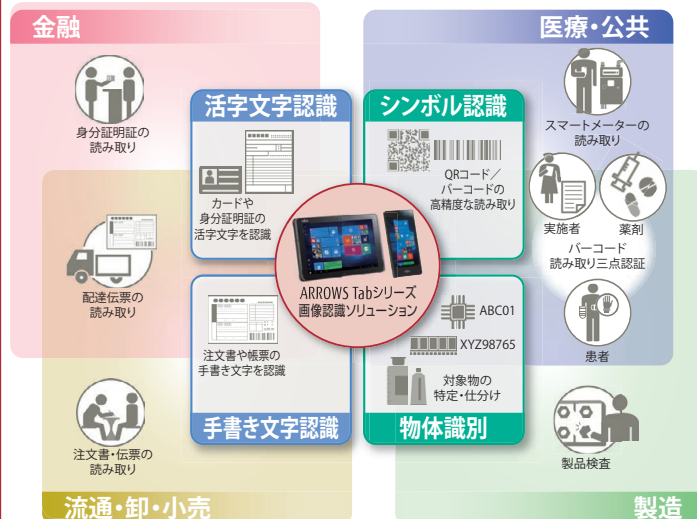 金融
医療・公共
身分証明証の
読み取り
活字文字認識
カードや
身分証明証の
活字文字を認識
シンボル認識
QRコード／
バーコードの
高精度な読み取り
スマートメーターの
読み取り
実施者
薬剤
バーコード
読み取り三点認証
患者
配達伝票の
読み取り
ARROWS Tabシリーズ
画像認識ソリューション
注文書や帳票の
手書き文字を認識
手書き文字認識
ABC01
XYZ98765
対象物の
特定・仕分け
物体識別
注文書・伝票の
読み取り
製品検査
流通・卸・小売
製造